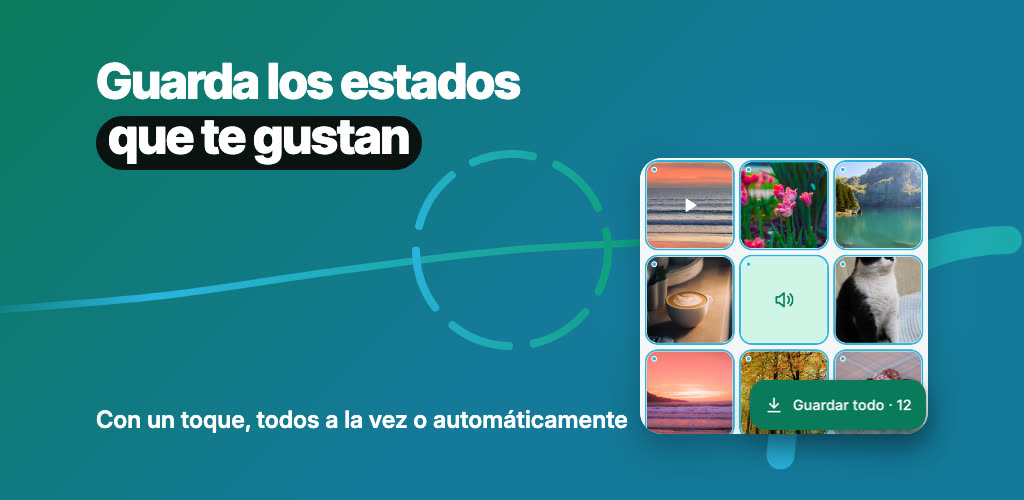 Guarda los estados
que te gustan
Con un toque, todos a la vez o automáticamente
Guardar todo · 12